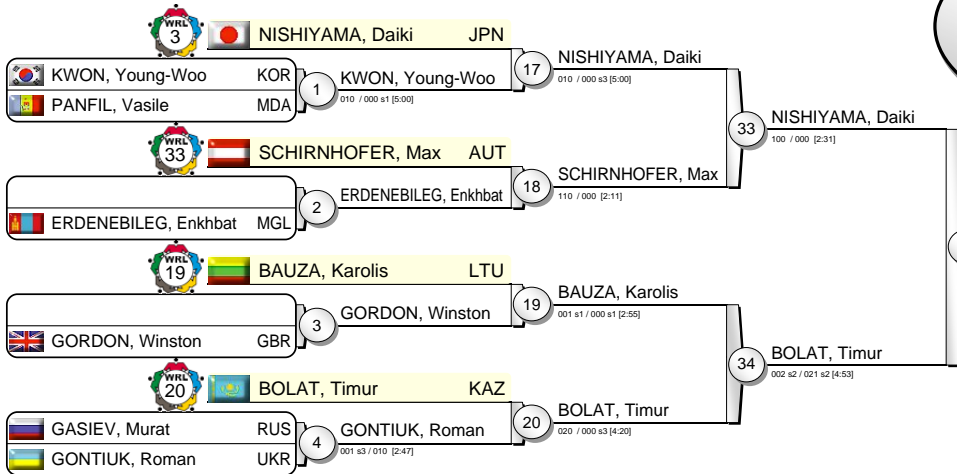 WRL
3
NISHIYAMA, Daiki JPN
KWON, Young-Woo KOR
PANFIL, Vasile MDA
1
KWON, Young-Woo
010 / 000 s1 [5:00]
17
NISHIYAMA, Daiki
010 / 000 s3 [5:00]
WRL
33
SCHIRNHOFER, Max AUT
ERDENEBILEG, Enkhbat MGL
2
ERDENEBILEG, Enkhbat
18
SCHIRNHOFER, Max
110 / 000 [2:11]
33
NISHIYAMA, Daiki
100 / 000 [2:31]
WRL
19
BAUZA, Karolis LTU
GORDON, Winston GBR
3
GORDON, Winston
19
BAUZA, Karolis
001 s1 / 000 s1 [2:55]
WRL
20
BOLAT, Timur KAZ
GASIEV, Murat RUS
GONTIUK, Roman UKR
4
GONTIUK, Roman
001 s3 / 010 [2:47]
20
BOLAT, Timur
020 / 000 s3 [4:20]
34
BOLAT, Timur
002 s2 / 021 s2 [4:53]